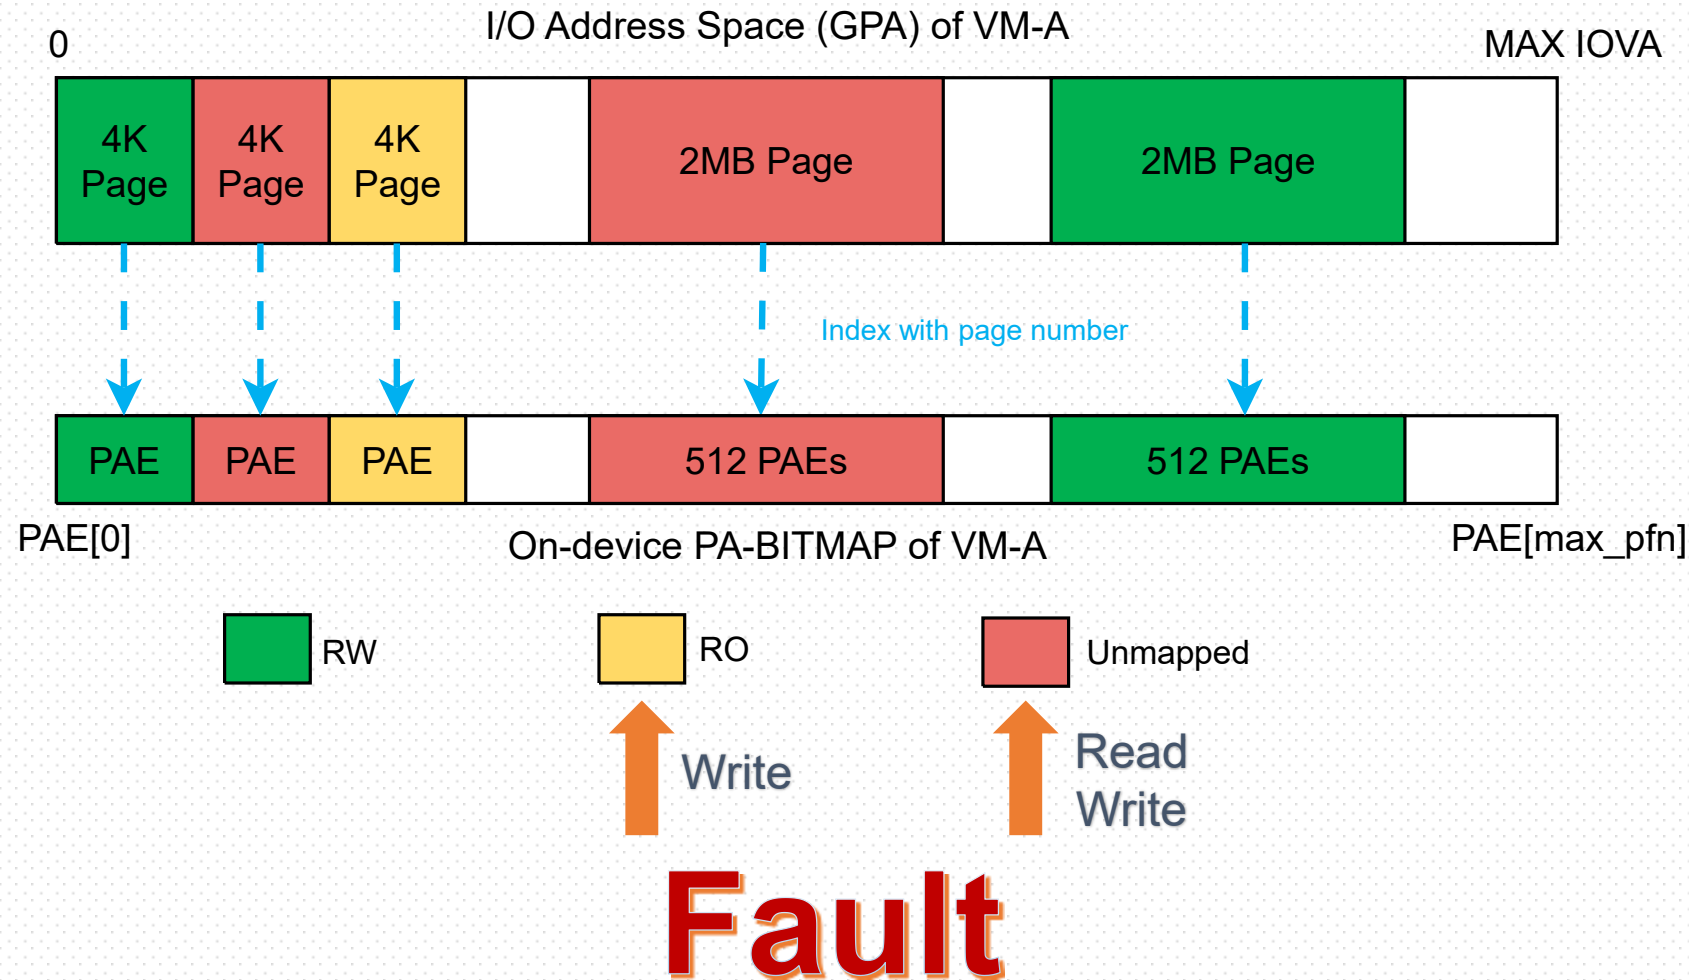 I/O Address Space (GPA) of VM-A
0
MAX IOVA
4K
Page
4K
Page
4K
Page
2MB Page
2MB Page
Index with page number
PAE
PAE
PAE
512 PAEs
512 PAEs
PAE[0]
On-device PA-BITMAP of VM-A
PAE[max_pfn]
RW
RO
Unmapped
Write
Read
Write
Fault